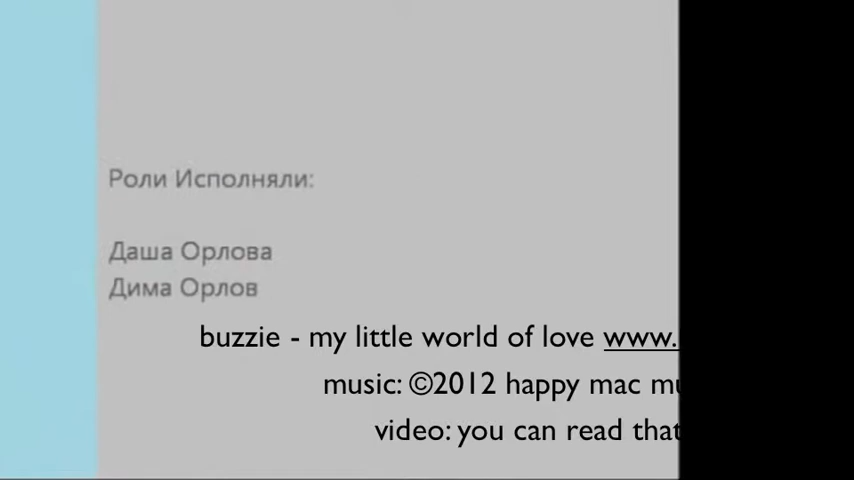 Роли Исполняли:
Даша Орлова
Дима Орлов
buzzie - my little world of love www.
music: ©2012 happy mac
video: you can read that